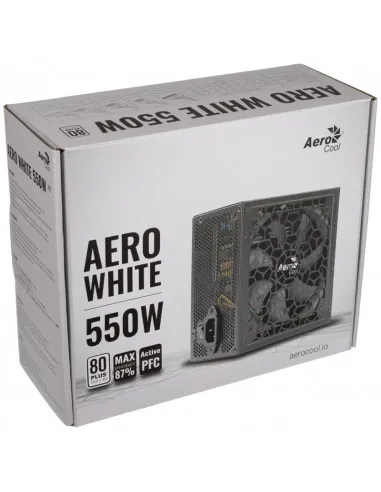 AERO WHITE 550W
AERO WHITE 550W
Aero
Cool
AERO
WHITE
550W
Aero
80
PLUS
MAX
87%
Active
PFC
aerocool.io